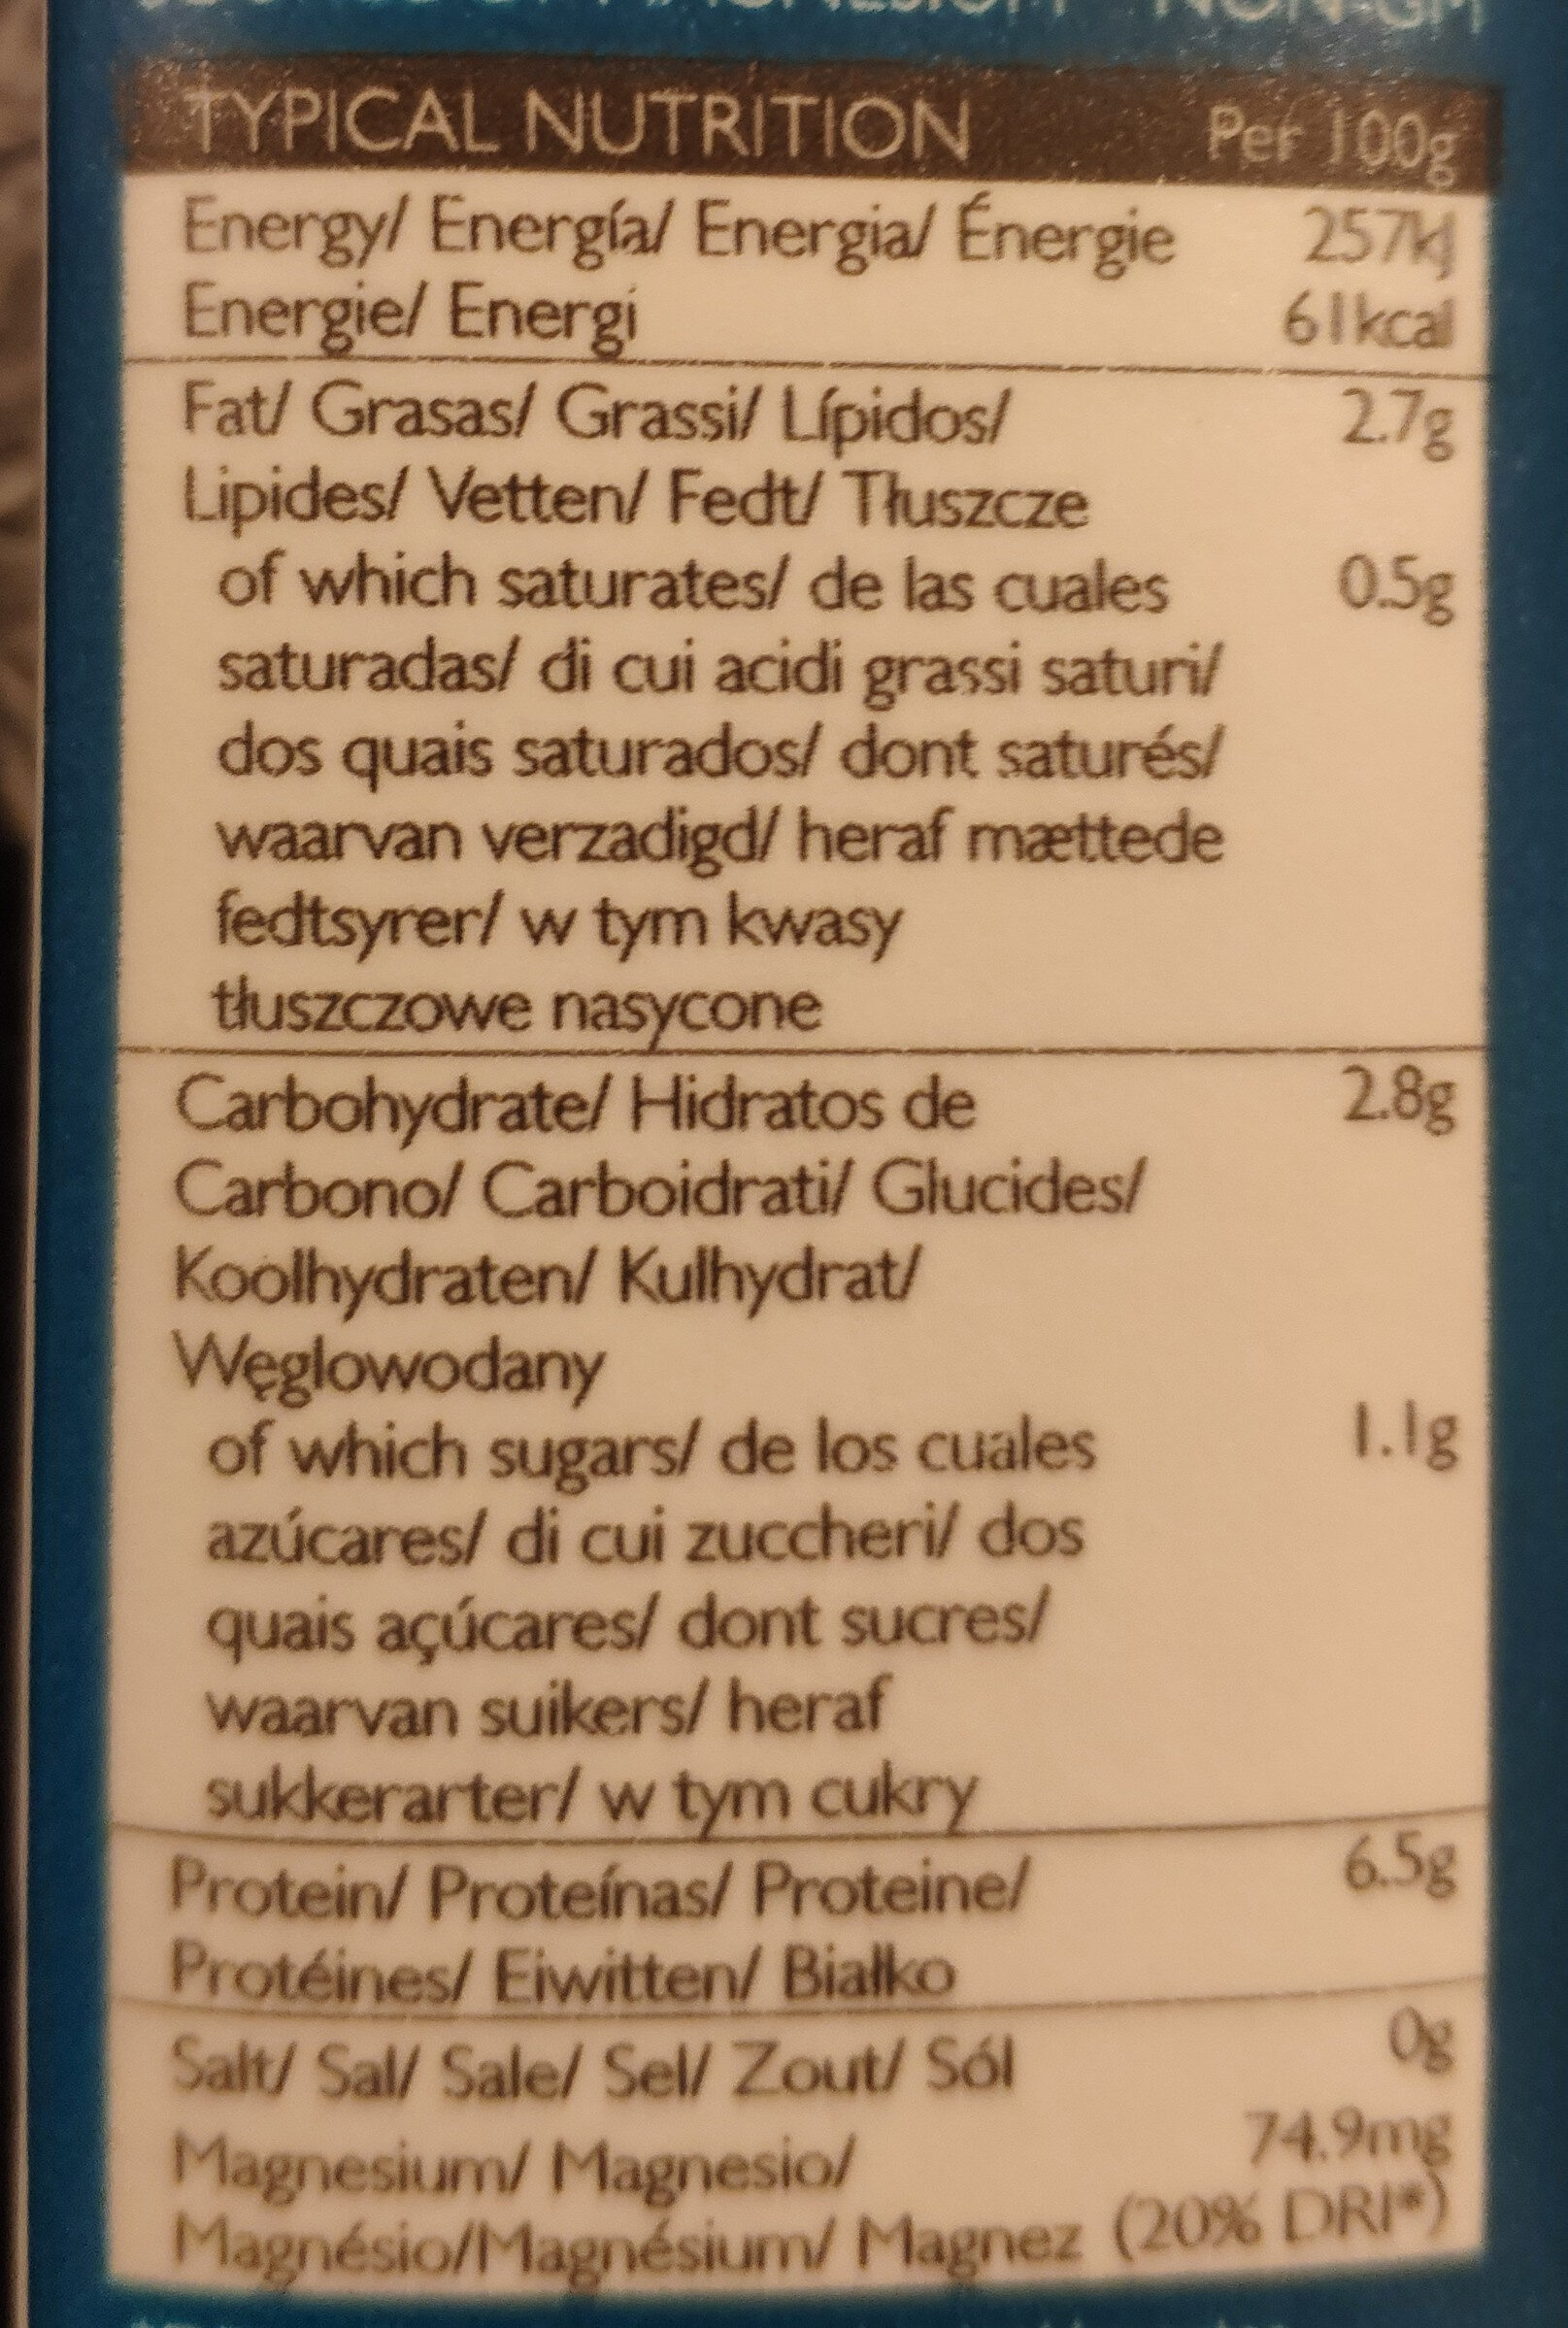 MAGNESIUM NON-GM
TYPICAL NUTRITION Per 100g
Energy/ Energía/ Energia/ Énergie 257kJ
Energie/ Energi 61kcal
Fat/ Grasas/ Grassi/ Lípidos/ 2.7g
Lipides/ Vetten/ Fedt/ Tłuszcze
of which saturates/ de las cuales 0.5g
saturadas/ di cui acidi grassi saturi/
dos quais saturados/ dont saturés/
waarvan verzadigd/ heraf mættede
fedtsyrer/ w tym kwasy
tłuszczowe nasycone
Carbohydrate/ Hidratos de 2.8g
Carbono/ Carboidrati/ Glucides/
Koolhydraten/ Kulhydrat/
Węglowodany
of which sugars/ de los cuales 1.1g
azúcares/ di cui zuccheri/ dos
quais açúcares/ dont sucres/
waarvan suikers/ heraf
sukkerarter/ w tym cukry
Protein/ Proteínas/ Proteine/ 6.5g
Protéines/ Eiwitten/ Białko
Salt/ Sal/ Sale/ Sel/ Zout/ Sól 0g
Magnesium/ Magnesio/ 74.9mg
Magnésio/Magnésium/ Magnez (20% DRI*)